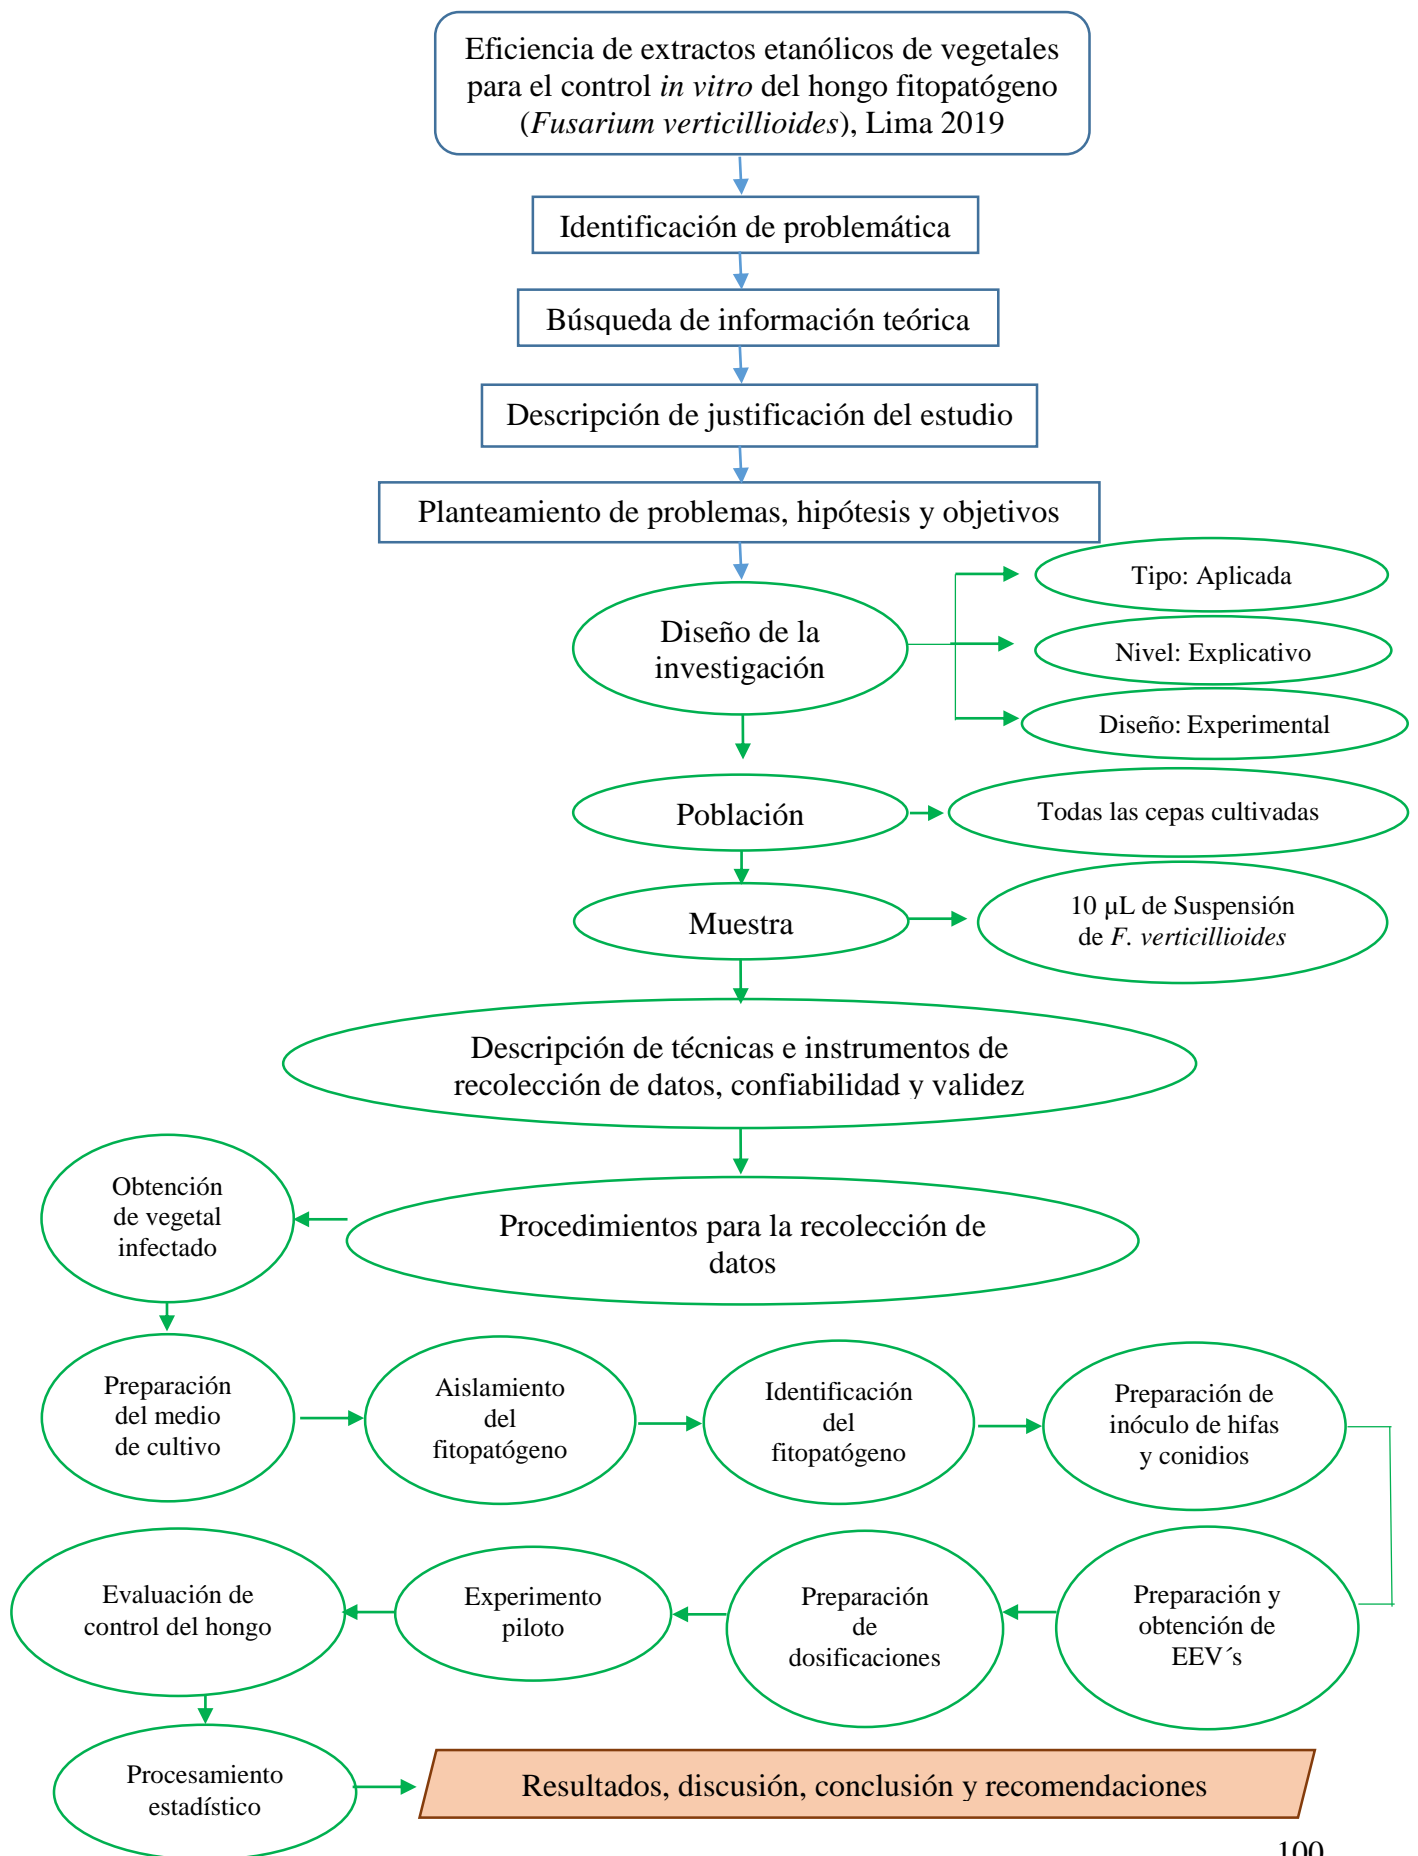 Eficiencia de extractos etanólicos de vegetales
para el control in vitro del hongo fitopatógeno
(Fusarium verticillioides), Lima 2019
Identificación de problemática
Búsqueda de información teórica
Descripción de justificación del estudio
Planteamiento de problemas, hipótesis y objetivos
Diseño de la
investigación
Tipo: Aplicada
Nivel: Explicativo
Diseño: Experimental
Población
Todas las cepas cultivadas
Muestra
10 µL de Suspensión
de F. verticillioides
Descripción de técnicas e instrumentos de
recolección de datos, confiabilidad y validez
Procedimientos para la recolección de
datos
Obtención
de vegetal
infectado
Preparación
del medio
de cultivo
Aislamiento
del
fitopatógeno
Identificación
del
fitopatógeno
Preparación de
inóculo de hifas
y conidios
Preparación y
obtención de
EEV´s
Preparación
de
dosificaciones
Experimento
piloto
Evaluación de
control del hongo
Procesamiento
estadístico
Resultados, discusión, conclusión y recomendaciones
100